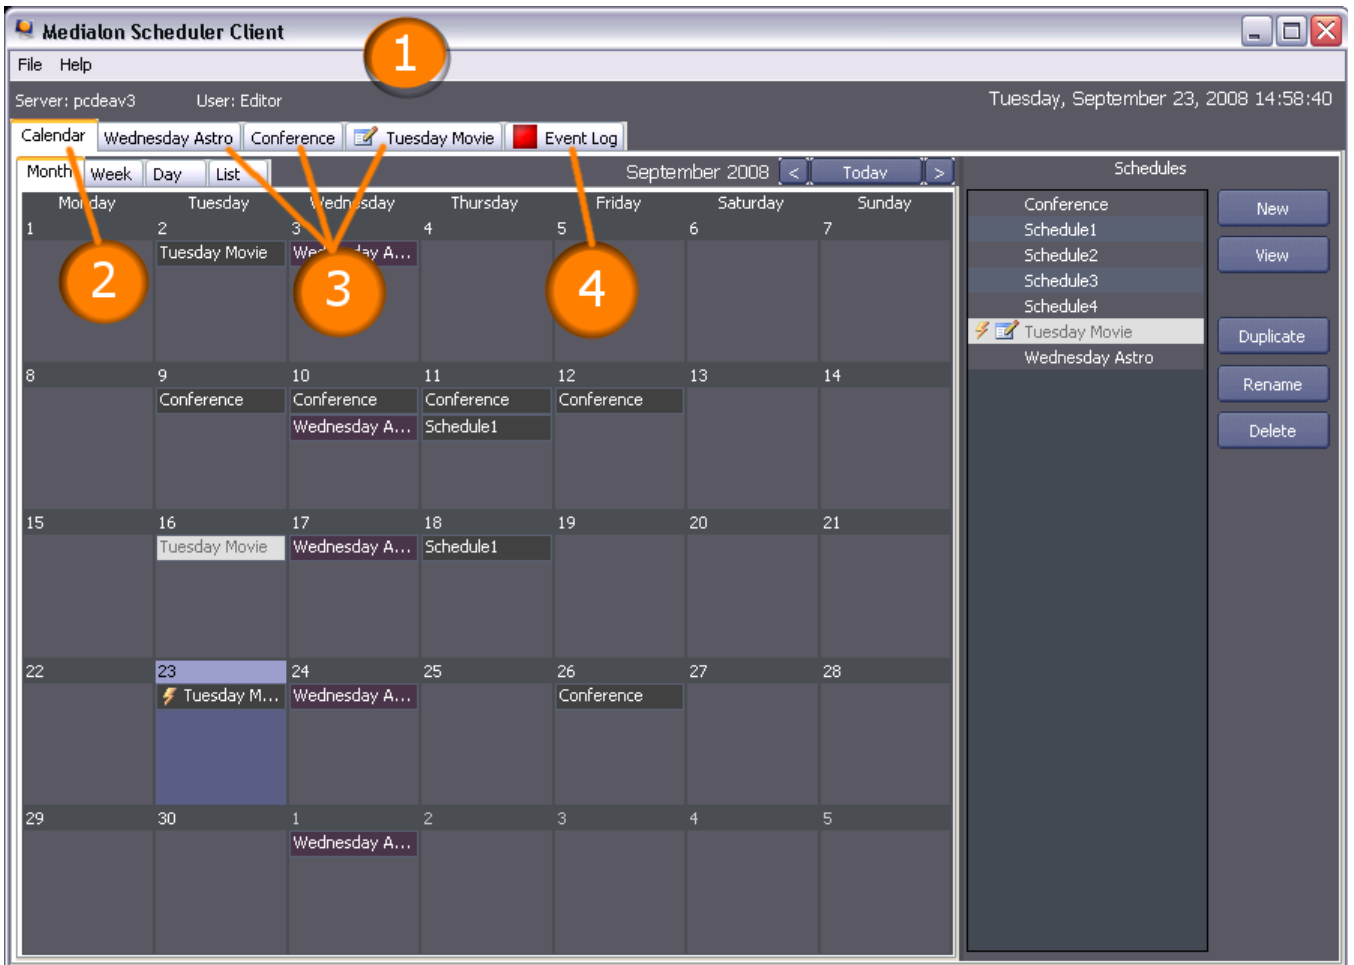 Medialon Scheduler Client
1
File Help
Server: pcdeav3 User: Editor Tuesday, September 23, 2008 14:58:40
Calendar Wednesday Astro Conference Tuesday Movie Event Log
Month Week Day List September 2008 < Today > Schedules
Monday Tuesday Wednesday Thursday Friday Saturday Sunday
1 2 3 4 5 6 7
Tuesday Movie A...
2 3 4
8 9 10 11 12 13 14
Conference Conference Conference Conference
Wednesday A... Schedule1
15 16 17 18 19 20 21
Tuesday Movie Wednesday A... Schedule1
22 23 24 25 26 27 28
Tuesday M... Wednesday A... Conference
29 30 1 2 3 4 5
Wednesday A...
Conference
Schedule1
Schedule2
Schedule3
Schedule4
Tuesday Movie
Wednesday Astro
New
View
Duplicate
Rename
Delete